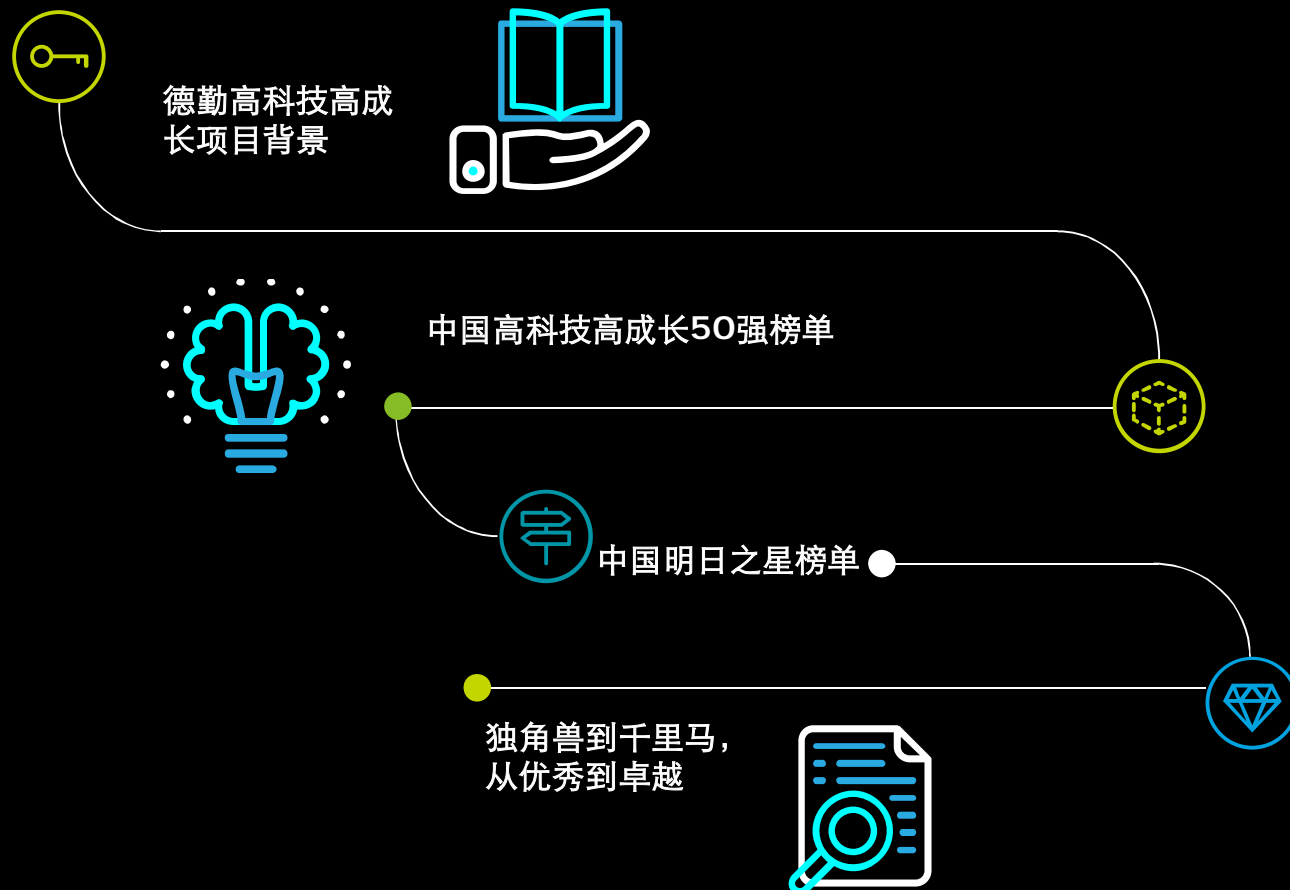 德勤高科技高成
长项目背景
中国高科技高成长50强榜单
中国明日之星榜单
独角兽到千里马，
从优秀到卓越